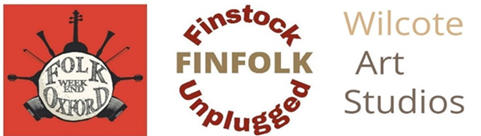 FOLK
WEEK
END
OXFORD
Finstock
FINFOLK
Unplugged
Wilcote
Art
Studios